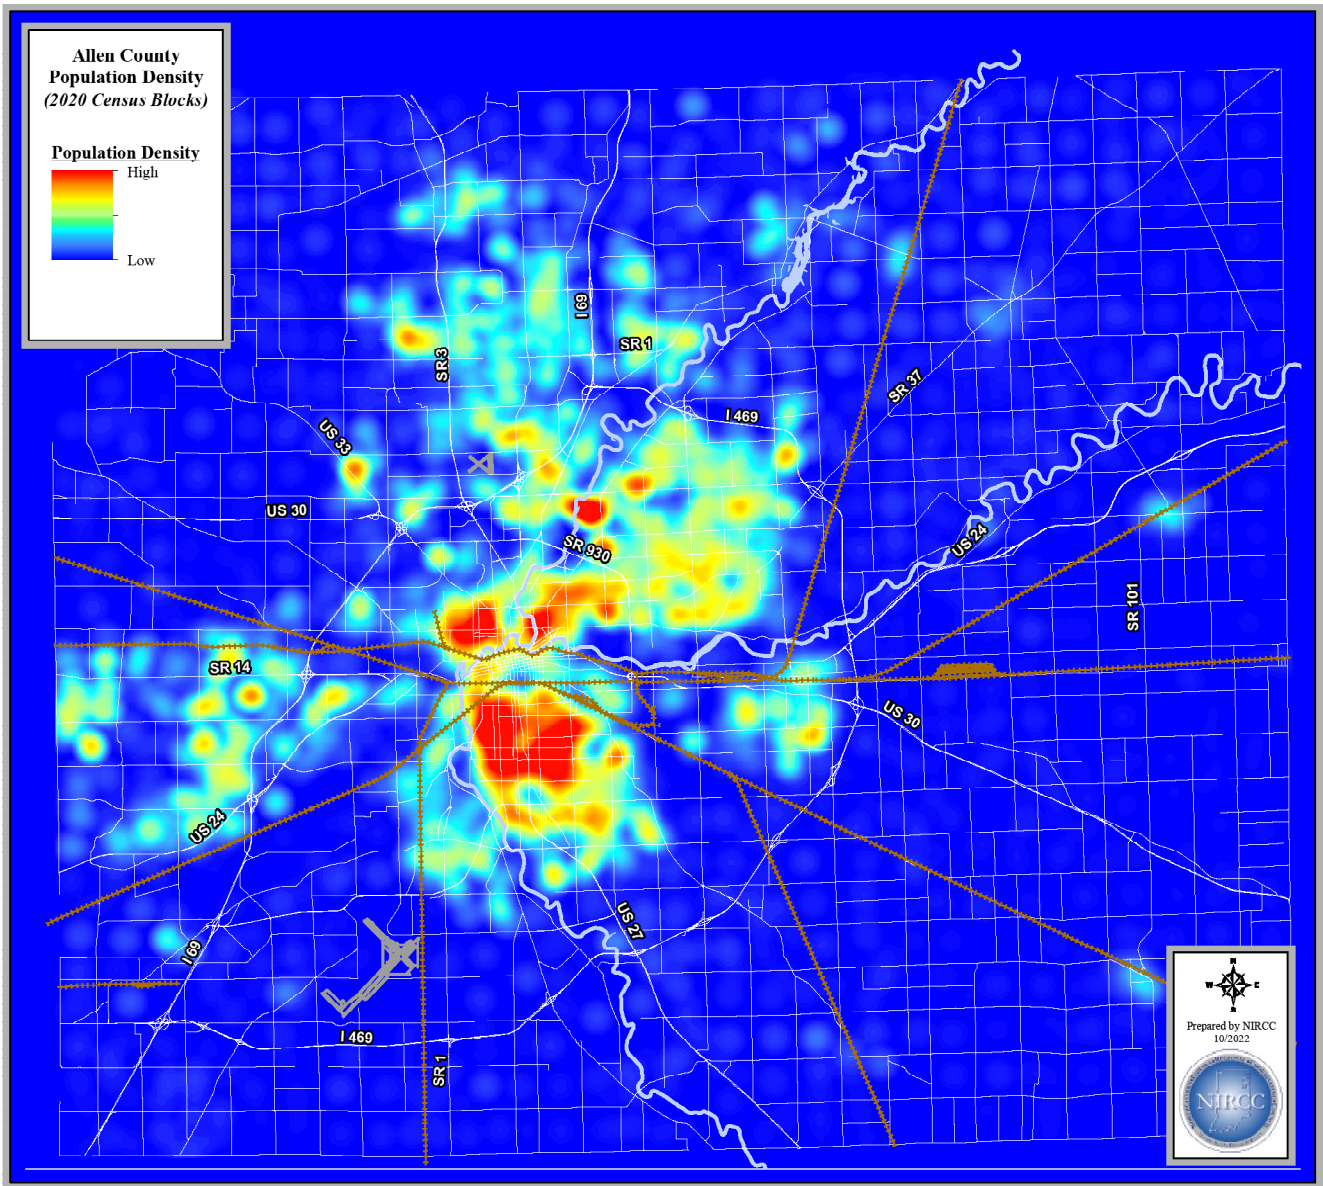 Allen County
Population Density
(2020 Census Blocks)
Population Density
High
Low
I 69
SR 1
SR 3
I 469
SR 37
US 33
US 30
SR 930
US 24
SR 101
SR 14
US 30
US 24
US 27
I 69
I 469
SR 1
N
W
E
S
Prepared by NIRCC
10/2022
NIRCC